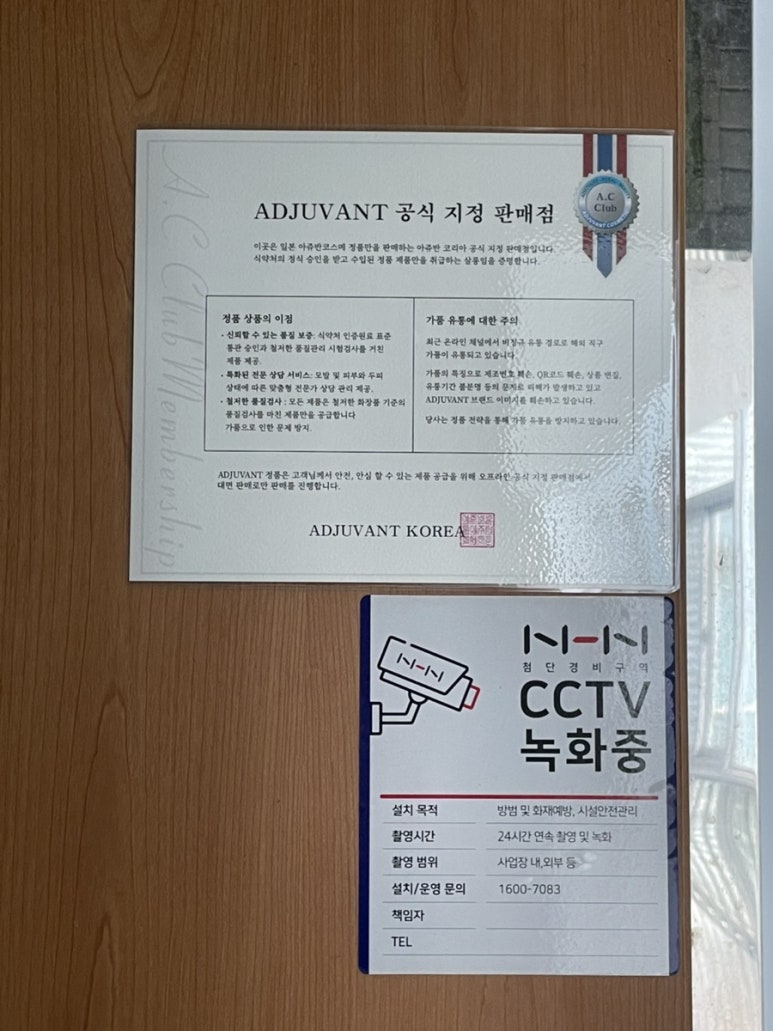 A.C Club Membership
ADJUVANT 공식 지정 판매점
A.C
Club
이곳은 일본 아쥬반코스메 정품만을 판매하는 아쥬반 코리아 공식 지정 판매점입니다.
식약처의 정식 승인을 받고 수입된 정품 제품만을 취급하는 살롱임을 증명합니다.
정품 상품의 이점
· 신뢰할 수 있는 품질 보증: 식약처 인증원료 표준
통관 승인과 철저한 품질관리 시험검사를 거친
제품 제공.
· 특화된 전문 상담 서비스: 모발 및 피부와 두피
상태에 따른 맞춤형 전문가 상담 관리 제공.
· 철저한 품질검사 : 모든 제품은 철저한 화장품 기준의
품질검사를 마친 제품만을 공급합니다
가품으로 인한 문제 방지.
가품 유통에 대한 주의
최근 온라인 채널에서 비정규 유통 경로로 해외 직구
가품이 유통되고 있습니다.
가품의 특징으로 제조번호 훼손, QR코드 훼손, 상품 변질,
유통기간 불분명 등의 문제로 피해가 발생하고 있고
ADJUVANT 브랜드 이미지를 훼손하고 있습니다.
당사는 정품 전략을 통해 가품 유통을 방지하고 있습니다.
ADJUVANT 정품은 고객님께서 안전, 안심 할 수 있는 제품 공급을 위해 오프라인 공식 지정 판매점에서
대면 판매로만 판매를 진행합니다.
ADJUVANT KOREA
N-N
N-N
첨단경비구역
CCTV
녹화중
설치 목적 방범 및 화재예방, 시설안전관리
촬영시간 24시간 연속 촬영 및 녹화
촬영 범위 사업장 내,외부 등
설치/운영 문의 1600-7083
책임자
TEL